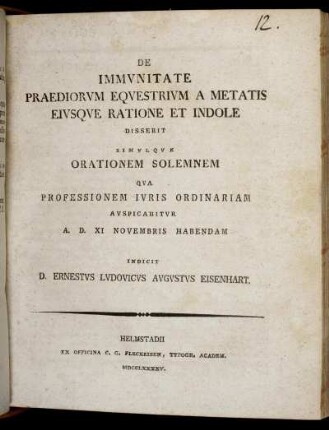 12.
DE
IMMVNITATE
PRAEDIORVM EQVESTRIVM A METATIS
EIVSQVE RATIONE ET INDOLE
DISSERIT
SIMVLQVE
ORATIONEM SOLEMNEM
QVA
PROFESSIONEM IVRIS ORDINARIAM
AVSPICABITVR
A. D. XI NOVEMBRIS HABENDAM
INDICIT
D. ERNESTVS LVDOVICVS AVGVSTVS EISENHART.
HELMSTADII
EX OFFICINA C. G. FLECKEISEN, TYPOGR. ACADEM.
MDCCLXXXXV.